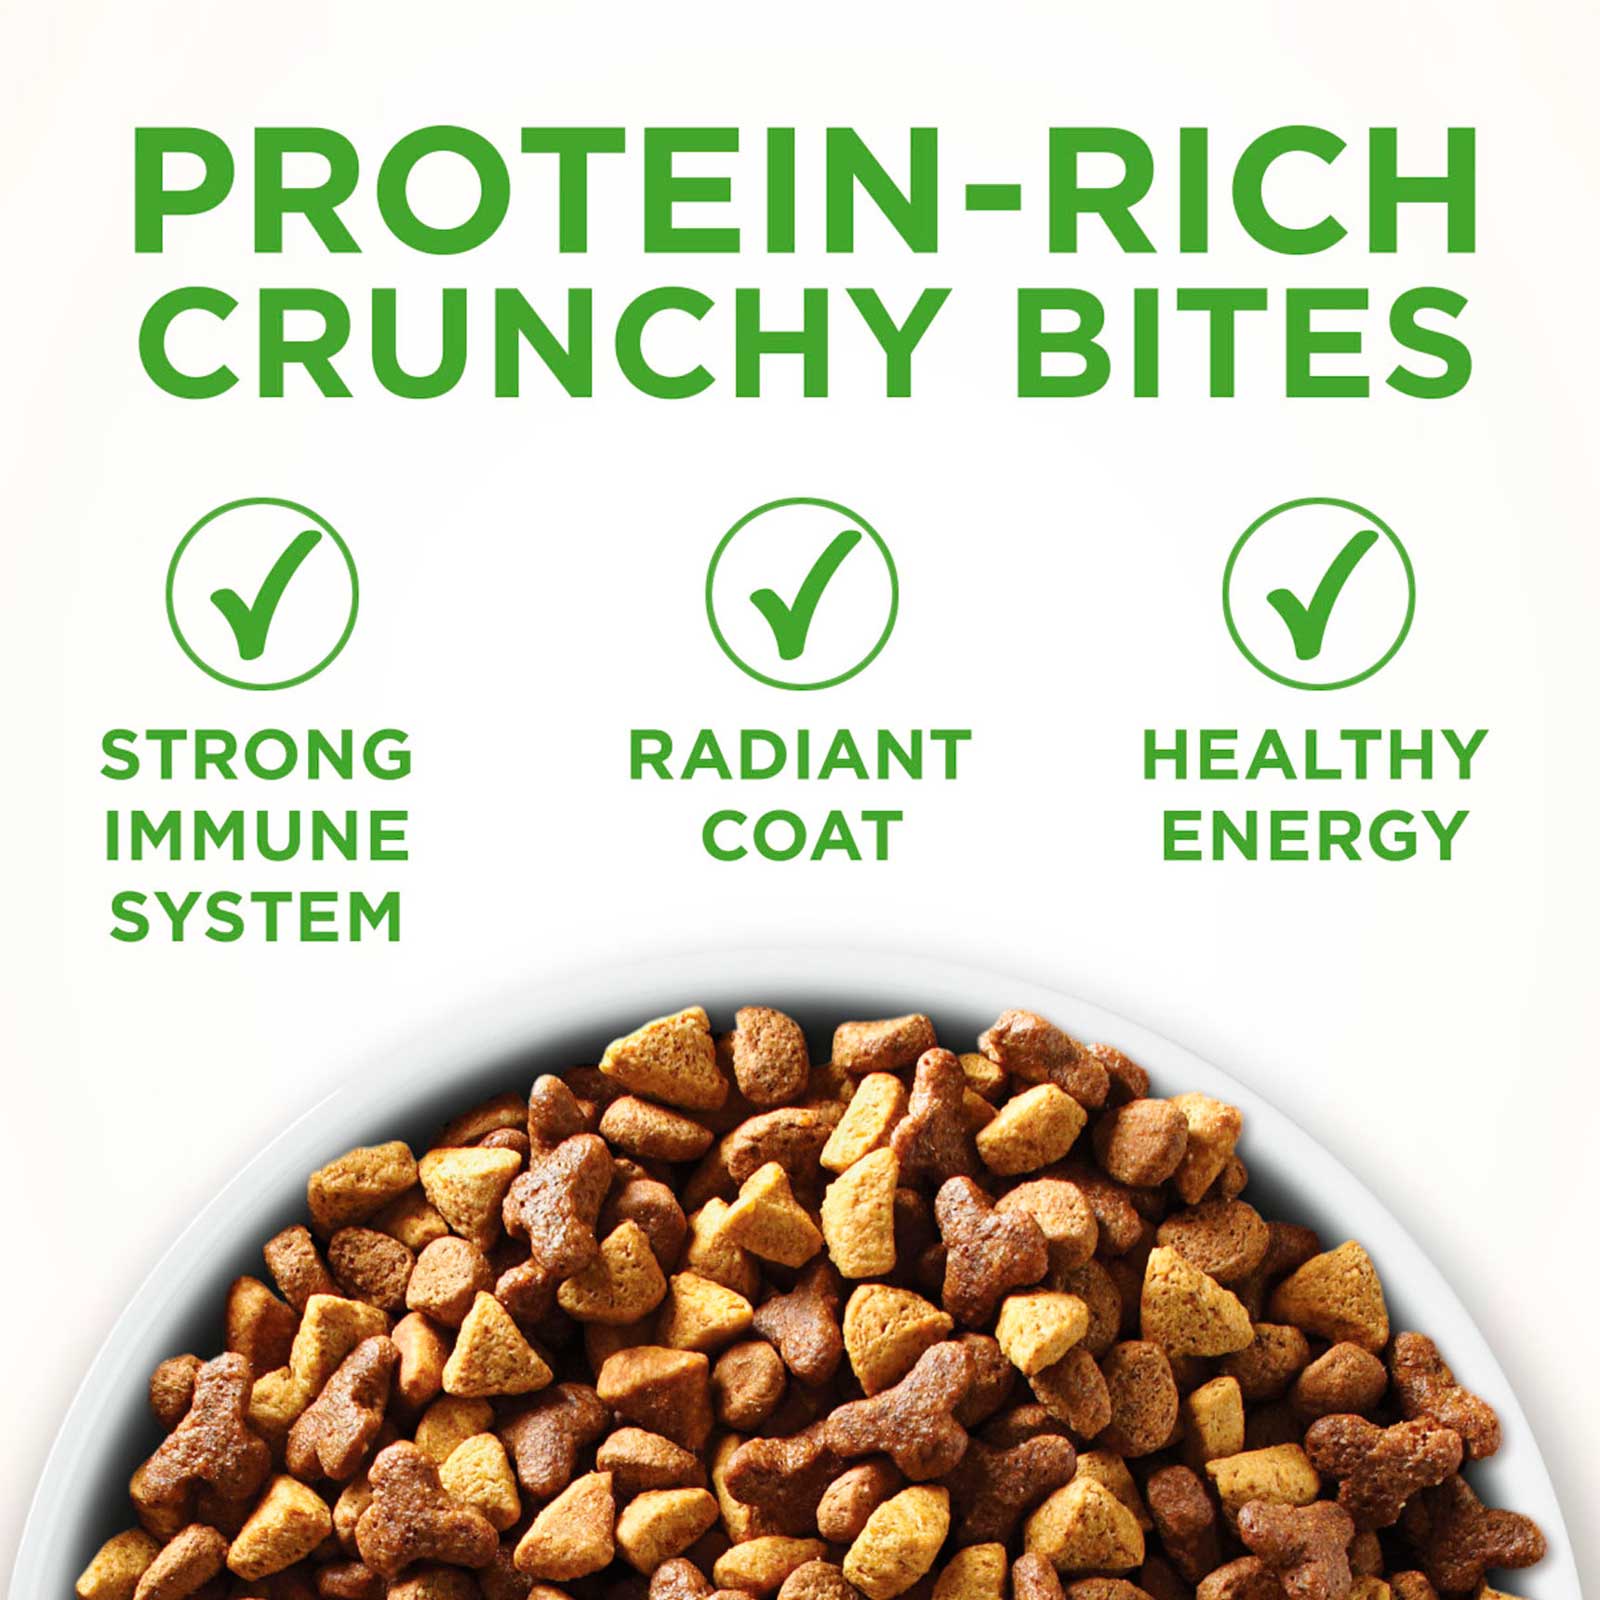 PROTEIN-RICH
CRUNCHY BITES
STRONG
IMMUNE
SYSTEM
RADIANT
COAT
HEALTHY
ENERGY